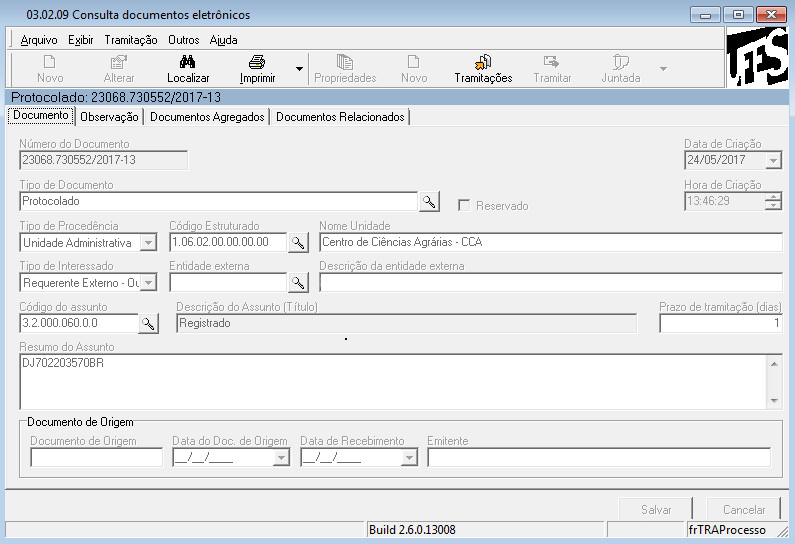 03.02.09 Consulta documentos eletrônicos
Arquivo Exibir Tramitação Outros Ajuda
Novo Alterar Localizar Imprimir Propriedades Novo Tramitações Tramitar Juntada
UFES
Protocolado: 23068.730552/2017-13
Documento Observação Documentos Agregados Documentos Relacionados
Número do Documento Data de Criação
23068.730552/2017-13 24/05/2017
Tipo de Documento Hora de Criação
Protocolado Reservado 13:46:29
Tipo de Procedência Código Estruturado Nome Unidade
Unidade Administrativa 1.06.02.00.00.00.00 Centro de Ciências Agrárias - CCA
Tipo de Interessado Entidade externa Descrição da entidade externa
Requerente Externo - Ou
Código do assunto Descrição do Assunto (Título) Prazo de tramitação (dias)
3.2.000.060.0.0 Registrado 1
Resumo do Assunto
DJ702203570BR
Documento de Origem
Documento de Origem Data do Doc. de Origem Data de Recebimento Emitente
__/__/____ __/__/____
Salvar Cancelar
Build 2.6.0.13008 frTRAProcesso